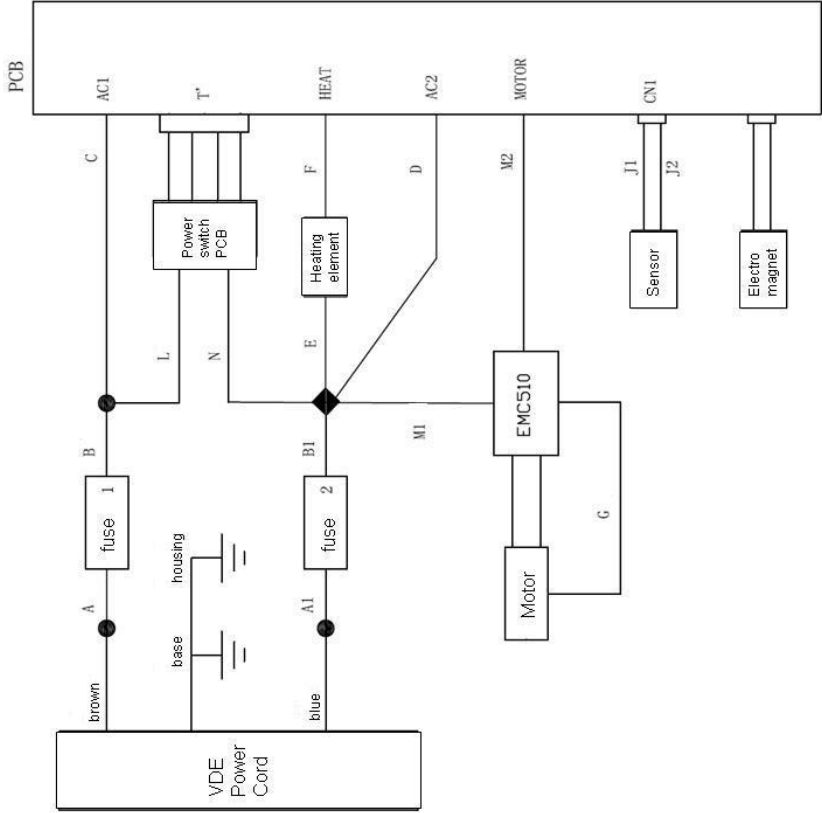 PCB
AC1
T'
HEAT
AC2
MOTOR
CN1
C
F
D
M2
J1
J2
Power
switch
PCB
Heating
element
Sensor
Electro
magnet
L
N
E
B
B1
M1
EMC510
fuse 1
fuse 2
G
housing
Motor
A
A1
base
brown
blue
VDE
Power
Cord